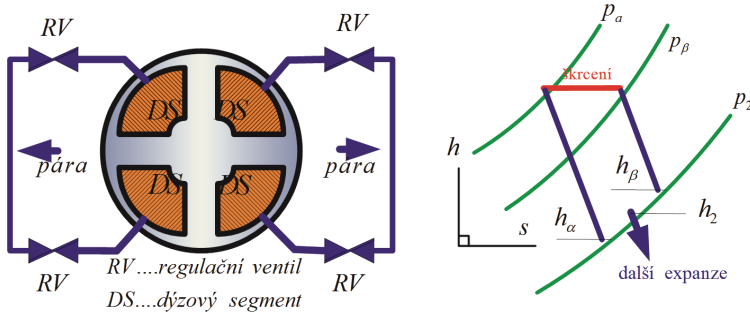 RV
RV
DS
DS
pára
pára
DS
DS
RV
RV
RV....regulační ventil
DS....dýzový segment
p_α
p_β
p_2
škrcení
h
s
h_β
h_α
h_2
další expanze